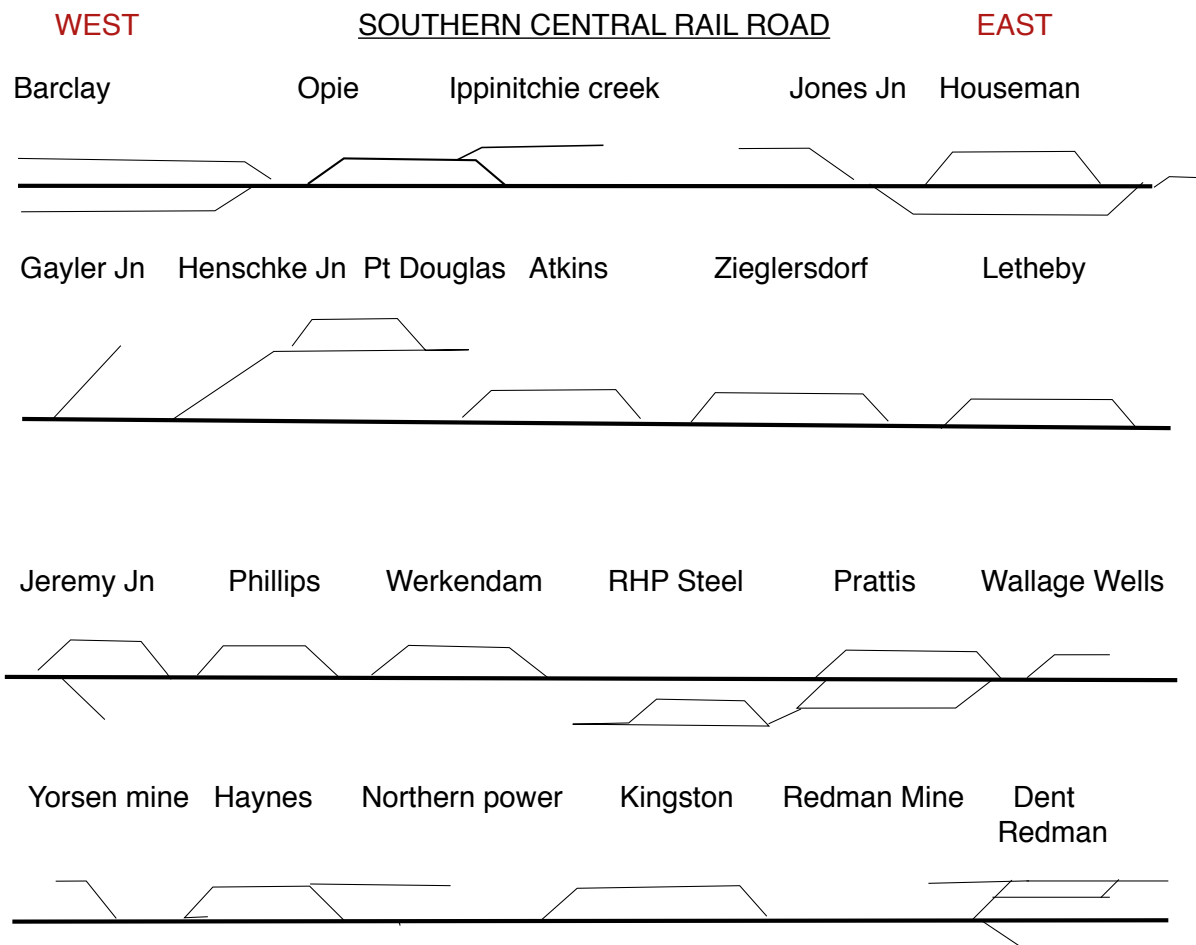 WEST SOUTHERN CENTRAL RAIL ROAD EAST
Barclay Opie Ippinitchie creek Jones Jn Houseman
Gayler Jn Henschke Jn Pt Douglas Atkins Zieglersdorf Letheby
Jeremy Jn Phillips Werkendam RHP Steel Prattis Wallage Wells
Yorsen mine Haynes Northern power Kingston Redman Mine Dent
Redman